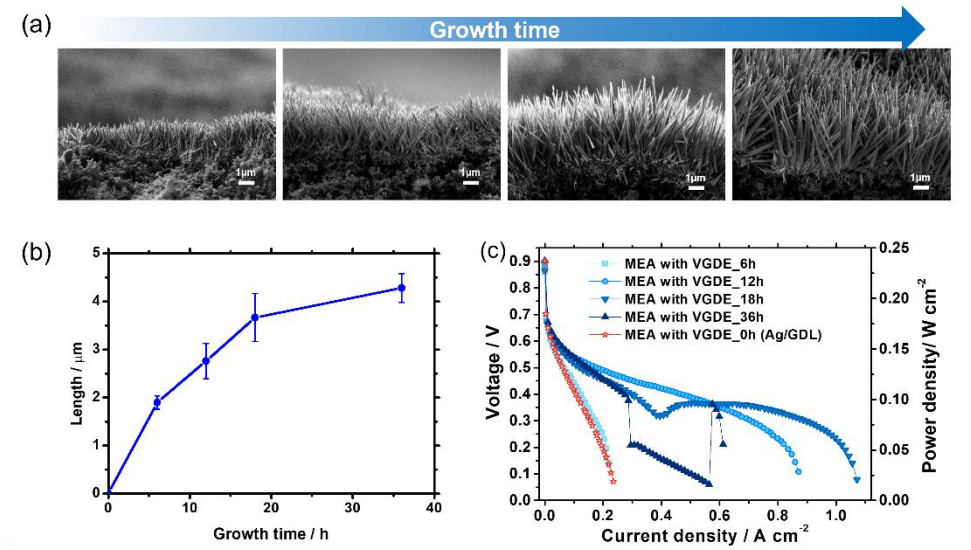 (a)
Growth time
1μm
1μm
1μm
1μm
(b)
5
4
3
2
1
0
0
10
20
30
40
Length / μm
Growth time / h
(c)
0.9
0.8
0.7
0.6
0.5
0.4
0.3
0.2
0.1
0.0
Voltage / V
MEA with VGDE_6h
MEA with VGDE_12h
MEA with VGDE_18h
MEA with VGDE_36h
MEA with VGDE_0h (Ag/GDL)
0.25
0.20
0.15
0.10
0.05
0.00
Power density/ W cm⁻²
0.0
0.2
0.4
0.6
0.8
1.0
Current density / A cm⁻²